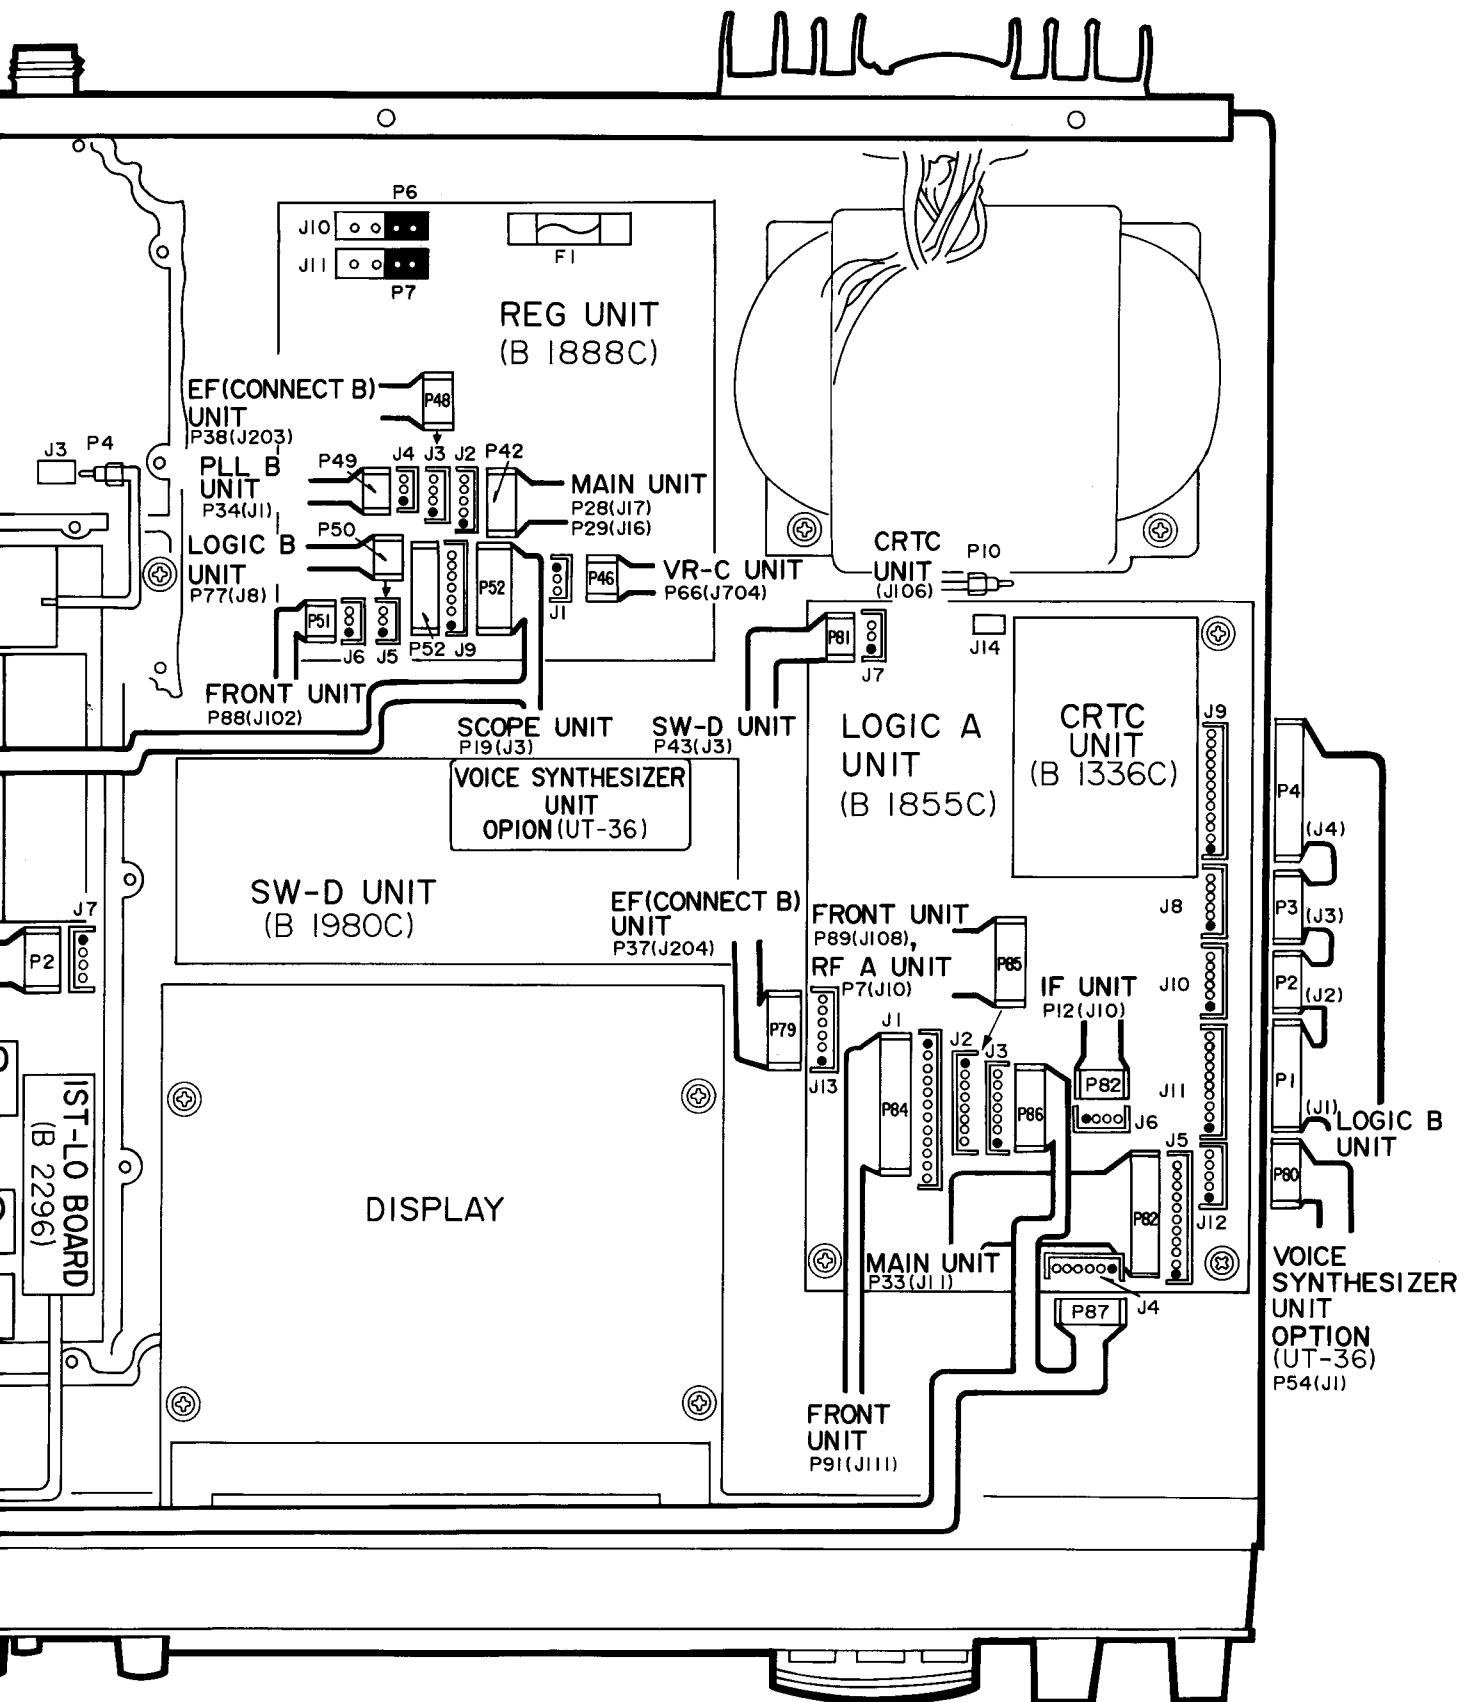 P6
J10
J11
P7
F1
REG UNIT
(B 1888C)
EF(CONNECT B)
UNIT
P38(J203)
P48
J3
P4
PLL B
UNIT
P34(J1)
P49
J4
J3
J2
P42
MAIN UNIT
P28(J17)
P29(J16)
LOGIC B
UNIT
P77(J8)
P50
P52
J1
P46
VR-C UNIT
P66(J704)
CRTC
UNIT
(J106)
P10
P51
J6
J5
P52
J9
FRONT UNIT
P88(J102)
SCOPE UNIT
P19(J3)
SW-D UNIT
P43(J3)
P81
J7
J14
LOGIC A
UNIT
(B 1855C)
CRTC
UNIT
(B 1336C)
J9
P4
(J4)
VOICE SYNTHESIZER
UNIT
OPION(UT-36)
SW-D UNIT
(B 1980C)
EF(CONNECT B)
UNIT
P37(J204)
FRONT UNIT
P89(J108),
RF A UNIT
P7(J10)
P85
J8
P3
(J3)
J7
P2
IF UNIT
P12(J10)
J10
P2
(J2)
P79
J13
J1
J2
J3
P84
P86
P82
J6
J11
P1
(J1)
LOGIC B
UNIT
J5
P80
P82
J12
1ST-LO BOARD
(B 2296)
DISPLAY
MAIN UNIT
P33(J11)
J4
P87
VOICE
SYNTHESIZER
UNIT
OPTION
(UT-36)
P54(J1)
FRONT
UNIT
P91(J111)